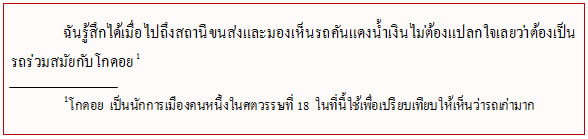 ฉันรู้สึกได้เมื่อไปถึงสถานีขนส่งและมองเห็นรถคันแดงน้ำเงินไม่ต้องแปลกใจเลยว่าต้องเป็น
รถร่วมสมัยกับโกดอย 1
1โกดอย เป็นนักการเมืองคนหนึ่งในศตวรรษที่ 18 ในที่นี้ใช้เพื่อเปรียบเทียบให้เห็นว่ารถเก่ามาก